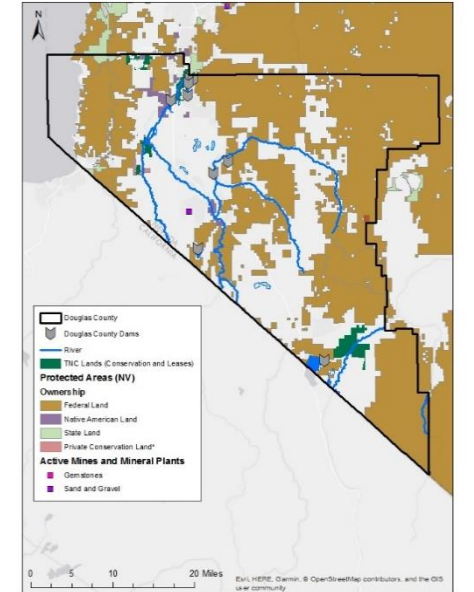 N
CALIFORNIA
Douglas County
Douglas County Dams
River
TNC Lands (Conservation and Leases)
Protected Areas (NV)
Ownership
Federal Land
Native American Land
State Land
Private Conservation Land*
Active Mines and Mineral Plants
Gemstones
Sand and Gravel
0 5 10 20 Miles
Esri, HERE, Garmin, © OpenStreetMap contributors, and the GIS
user community